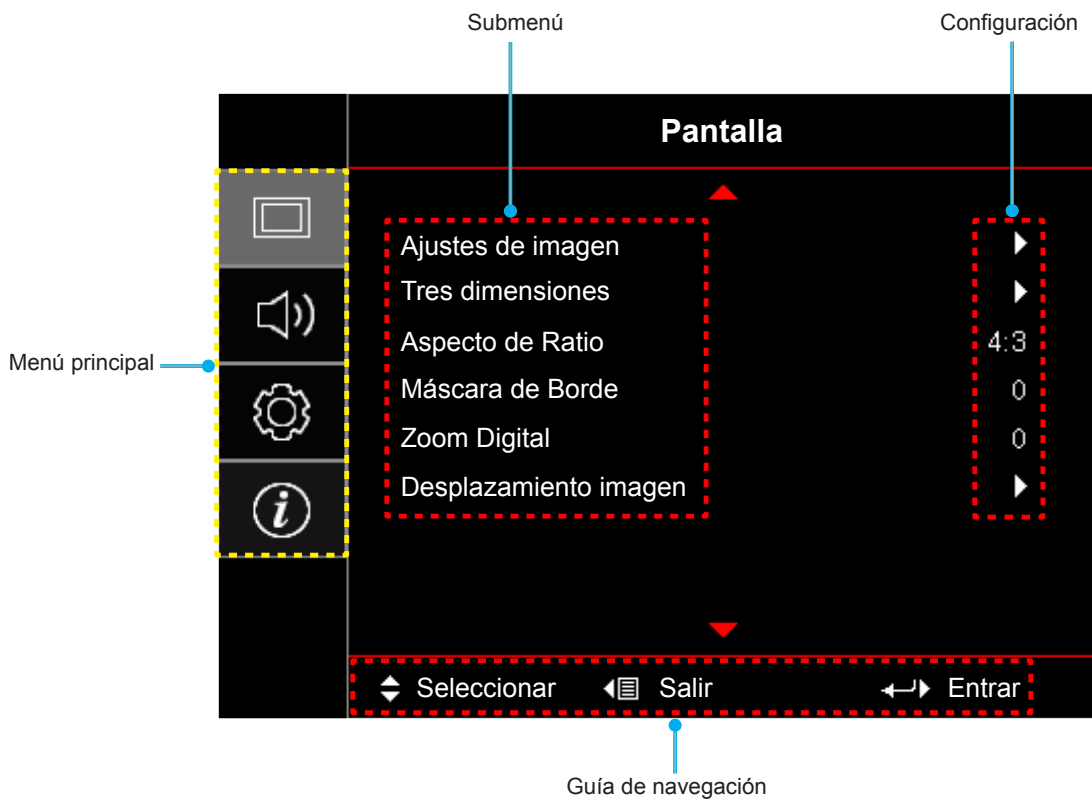 Submenú
Configuración
Pantalla
Ajustes de imagen
Tres dimensiones
Aspecto de Ratio 4:3
Máscara de Borde 0
Zoom Digital 0
Desplazamiento imagen
Menú principal
Seleccionar Salir Entrar
Guía de navegación